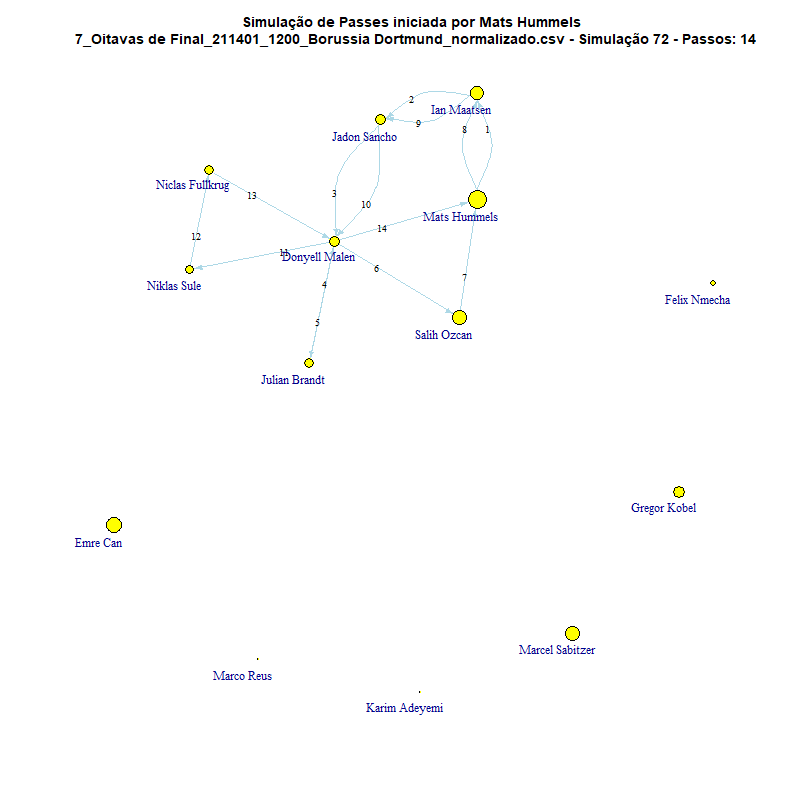 Simulação de Passes iniciada por Mats Hummels
7_Oitavas de Final_211401_1200_Borussia Dortmund_normalizado.csv - Simulação 72 - Passos: 14
2
Ian Maatsen
9
Jadon Sancho
8
1
Niclas Fullkrug
13
3
10
Mats Hummels
14
12
11
Donyell Malen
6
Niklas Sule
4
7
Felix Nmecha
5
Salih Ozcan
Julian Brandt
Gregor Kobel
Emre Can
Marcel Sabitzer
Marco Reus
Karim Adeyemi